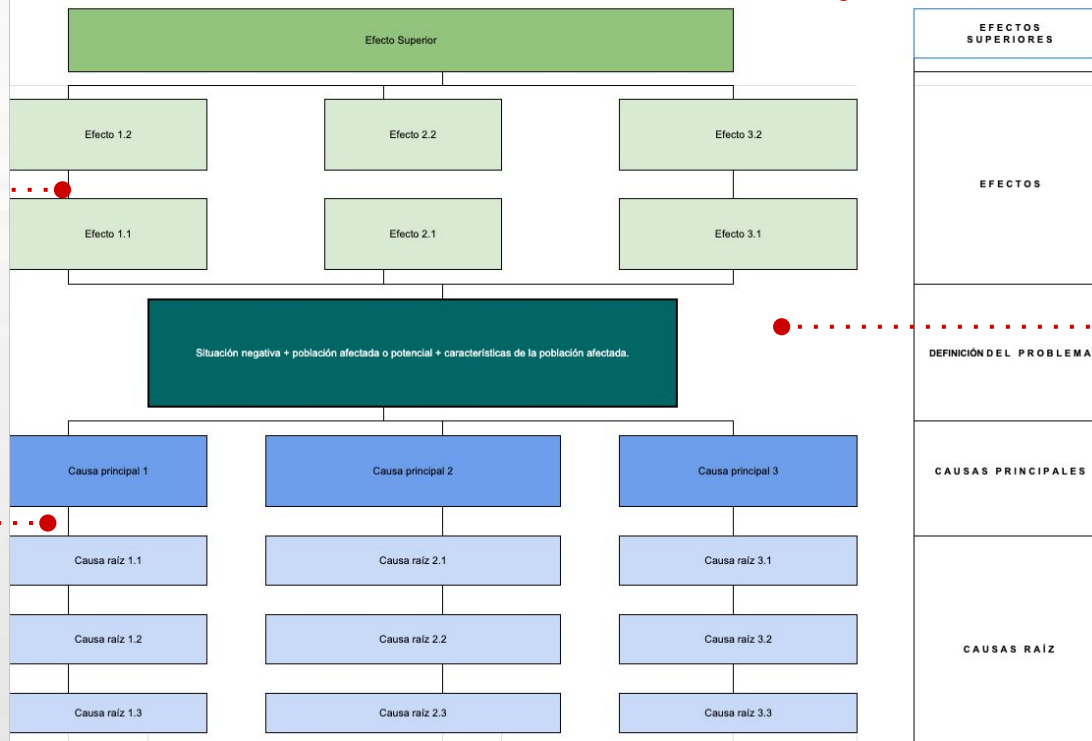 Efecto Superior
EFECTOS
SUPERIORES
Efecto 1.2
Efecto 2.2
Efecto 3.2
EFECTOS
Efecto 1.1
Efecto 2.1
Efecto 3.1
Situación negativa + población afectada o potencial + características de la población afectada.
DEFINICIÓN DEL PROBLEMA
Causa principal 1
Causa principal 2
Causa principal 3
CAUSAS PRINCIPALES
Causa raíz 1.1
Causa raíz 2.1
Causa raíz 3.1
Causa raíz 1.2
Causa raíz 2.2
Causa raíz 3.2
CAUSAS RAÍZ
Causa raíz 1.3
Causa raíz 2.3
Causa raíz 3.3